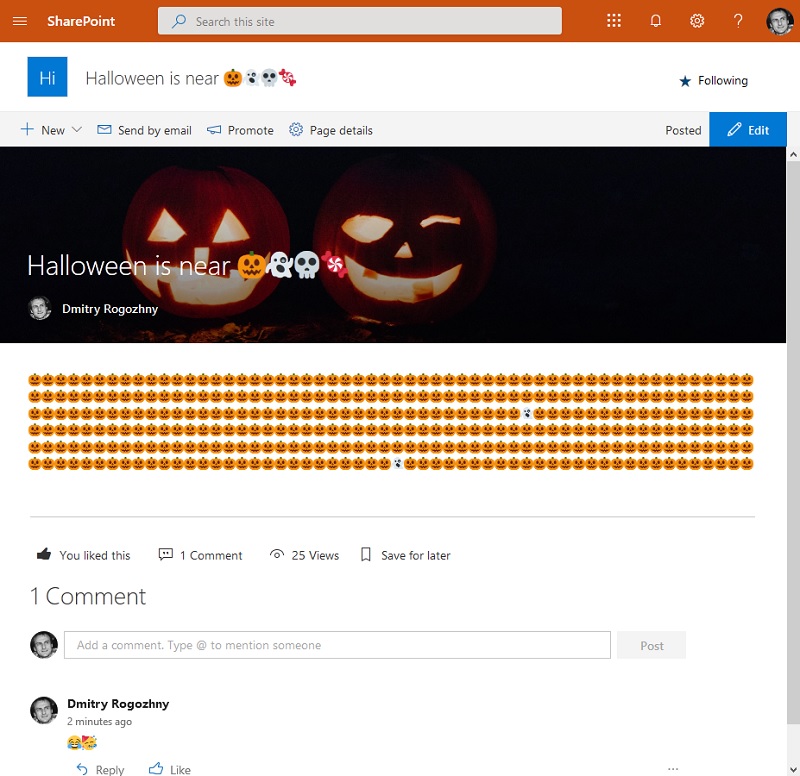 SharePoint
Search this site
?
Hi
Halloween is near 🎃👻💀🍬
Following
New
Send by email
Promote
Page details
Posted
Edit
Halloween is near 🎃👻💀🍬
Dmitry Rogozhny
You liked this
1 Comment
25 Views
Save for later
1 Comment
Add a comment. Type @ to mention someone
Post
Dmitry Rogozhny
2 minutes ago
😂🥳
Reply
Like
...